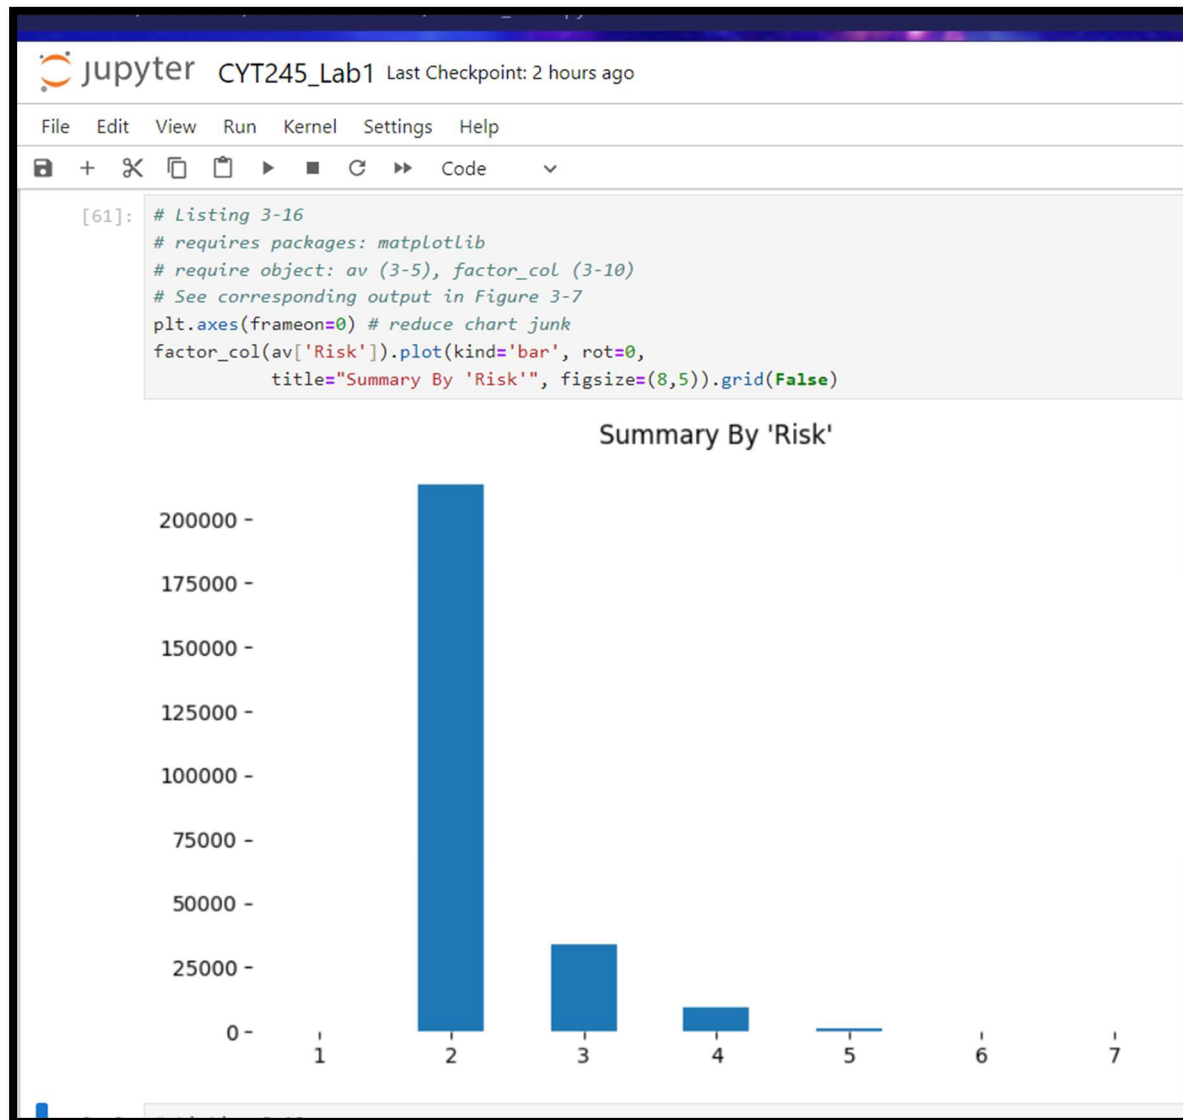 jupyter CYT245_Lab1 Last Checkpoint: 2 hours ago
File Edit View Run Kernel Settings Help
Code
[61]: # Listing 3-16
# requires packages: matplotlib
# require object: av (3-5), factor_col (3-10)
# See corresponding output in Figure 3-7
plt.axes(frameon=0) # reduce chart junk
factor_col(av['Risk']).plot(kind='bar', rot=0,
title="Summary By 'Risk'", figsize=(8,5)).grid(False)
Summary By 'Risk'
200000
175000
150000
125000
100000
75000
50000
25000
0
1 2 3 4 5 6 7